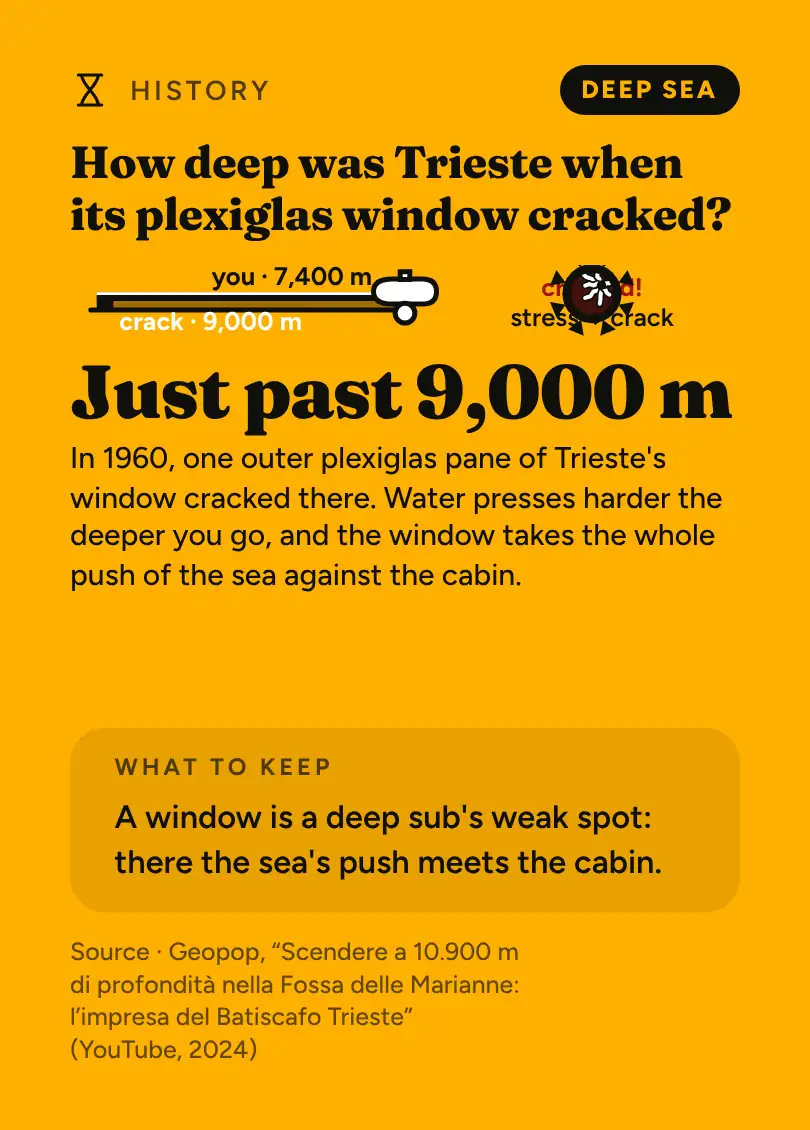 HISTORY
DEEP SEA
How deep was Trieste when
its plexiglas window cracked?
you · 7,400 m
crack · 9,000 m
stress crack
Just past 9,000 m
In 1960, one outer plexiglas pane of Trieste's
window cracked there. Water presses harder the
deeper you go, and the window takes the whole
push of the sea against the cabin.
WHAT TO KEEP
A window is a deep sub's weak spot:
there the sea's push meets the cabin.
Source · Geopop, “Scendere a 10.900 m
di profondità nella Fossa delle Marianne:
l’impresa del Batiscafo Trieste”
(YouTube, 2024)